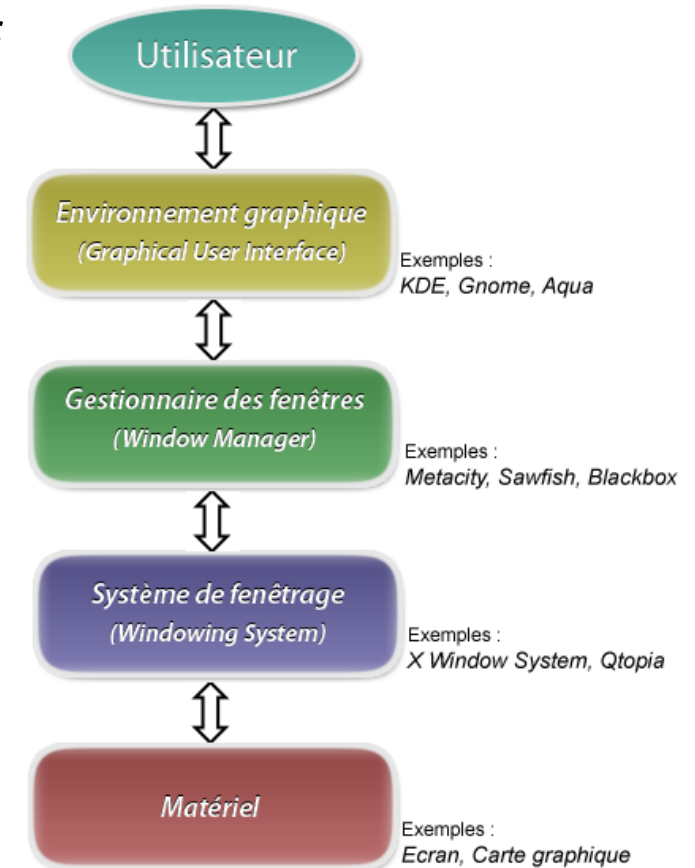 Utilisateur
Environnement graphique
(Graphical User Interface)
Exemples :
KDE, Gnome, Aqua
Gestionnaire des fenêtres
(Window Manager)
Exemples :
Metacity, Sawfish, Blackbox
Système de fenêtrage
(Windowing System)
Exemples :
X Window System, Qtopia
Matériel
Exemples :
Ecran, Carte graphique